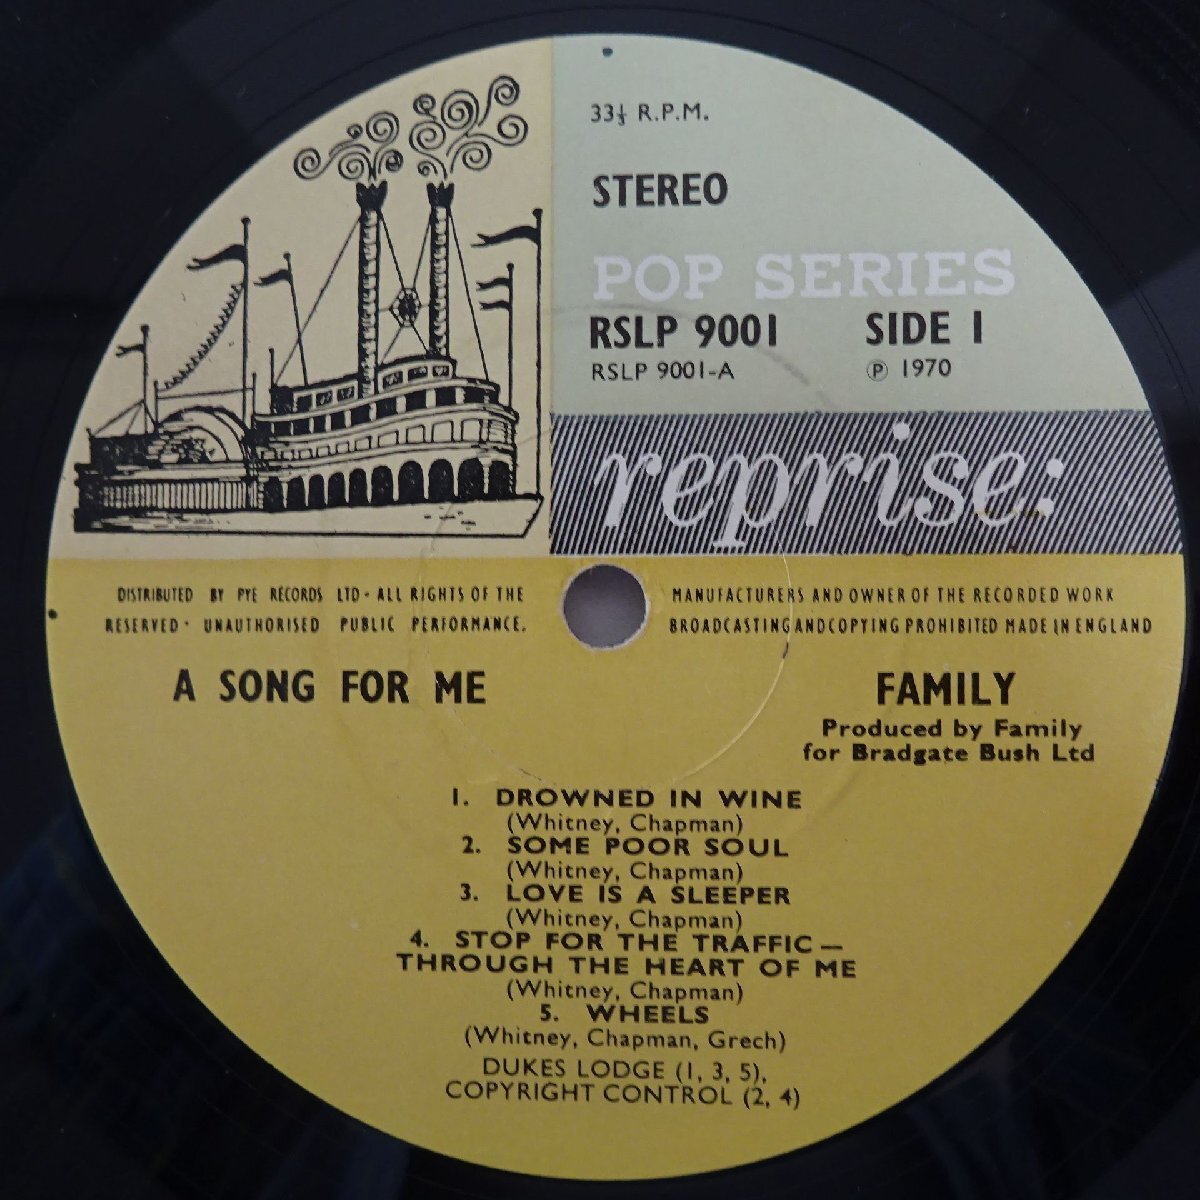 33⅓ R.P.M.
STEREO
POP SERIES
RSLP 9001 SIDE 1
RSLP 9001-A ℗ 1970
reprise:
DISTRIBUTED BY PYE RECORDS LTD · ALL RIGHTS OF THE MANUFACTURERS AND OWNER OF THE RECORDED WORK
RESERVED · UNAUTHORISED PUBLIC PERFORMANCE. BROADCASTING AND COPYING PROHIBITED MADE IN ENGLAND
A SONG FOR ME
FAMILY
Produced by Family
for Bradgate Bush Ltd
1. DROWNED IN WINE
(Whitney, Chapman)
2. SOME POOR SOUL
(Whitney, Chapman)
3. LOVE IS A SLEEPER
(Whitney, Chapman)
4. STOP FOR THE TRAFFIC —
THROUGH THE HEART OF ME
(Whitney, Chapman)
5. WHEELS
(Whitney, Chapman, Grech)
DUKES LODGE (1, 3, 5),
COPYRIGHT CONTROL (2, 4)